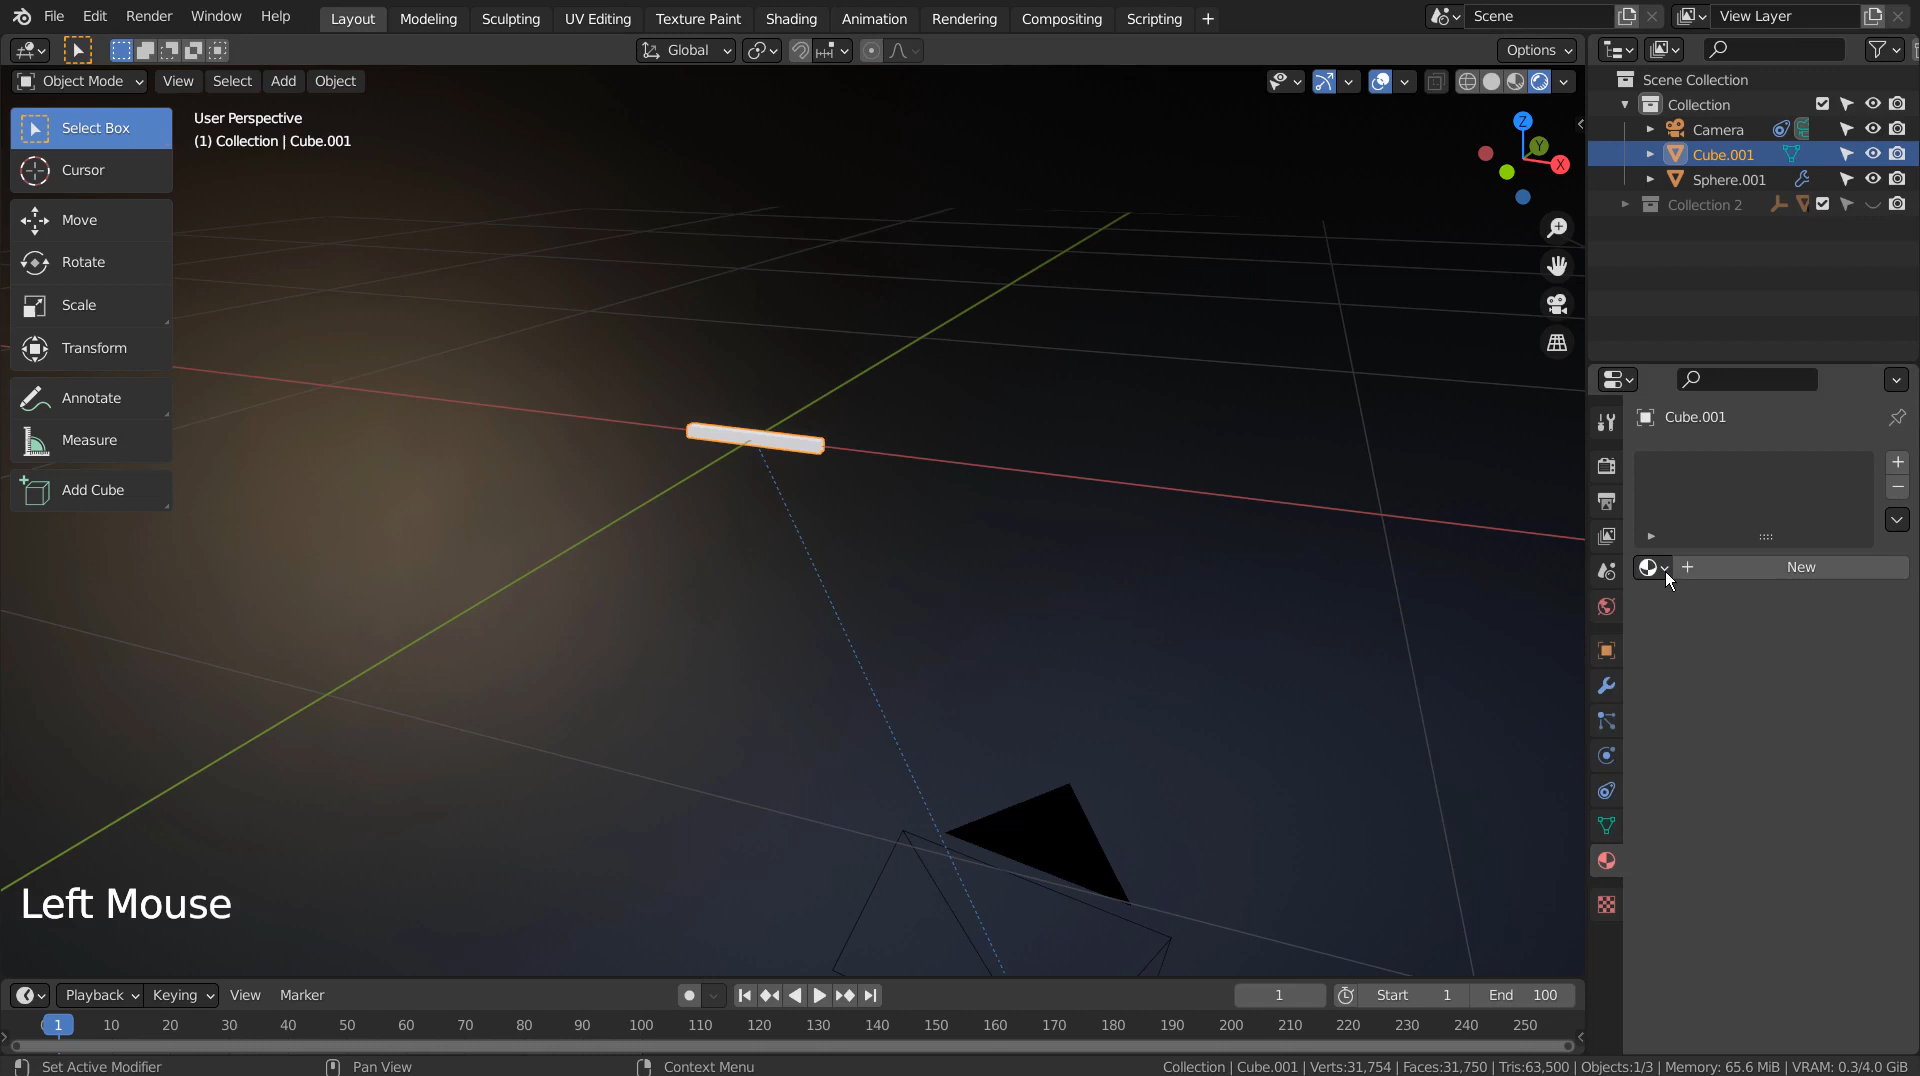 File Edit Render Window Help Layout Modeling Sculpting UV Editing Texture Paint Shading Animation Rendering Compositing Scripting + Scene View Layer
Global Options
Object Mode View Select Add Object
Select Box
Cursor
Move
Rotate
Scale
Transform
Annotate
Measure
Add Cube
User Perspective
(1) Collection | Cube.001
Z
Y
X
Scene Collection
Collection
Camera
Cube.001
Sphere.001
Collection 2
Cube.001
New
Left Mouse
Playback Keying View Marker 1 Start 1 End 100
1 10 20 30 40 50 60 70 80 90 100 110 120 130 140 150 160 170 180 190 200 210 220 230 240 250
Set Active Modifier Pan View Context Menu Collection | Cube.001 | Verts:31,754 | Faces:31,750 | Tris:63,500 | Objects:1/3 | Memory: 65.6 MiB | VRAM: 0.3/4.0 GiB